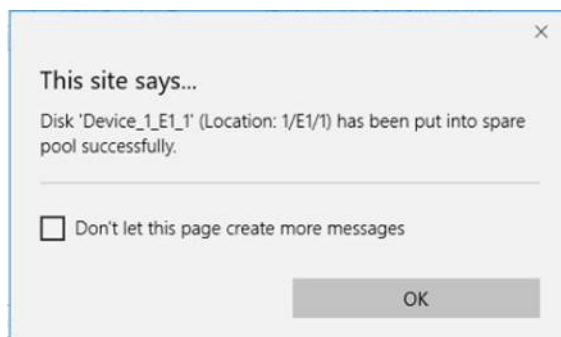 This site says...
Disk 'Device_1_E1_1' (Location: 1/E1/1) has been put into spare
pool successfully.
Don't let this page create more messages
OK